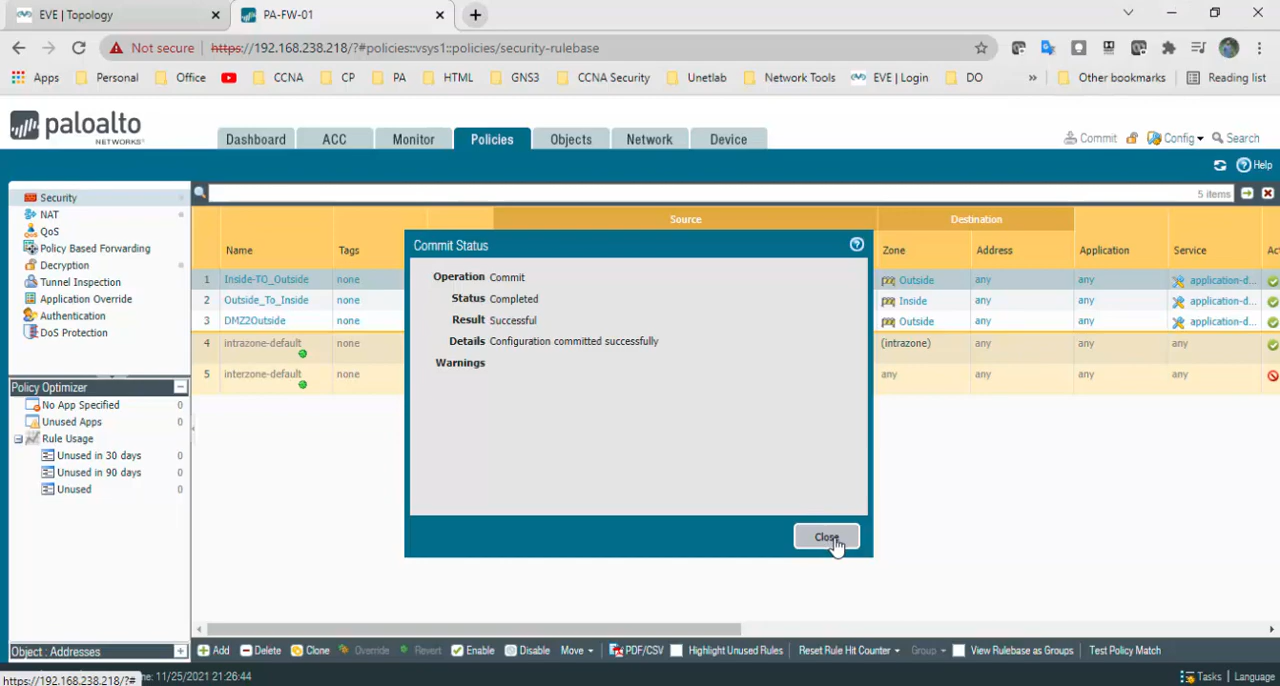 EVE | Topology
PA-FW-01
Not secure https://192.168.238.218/?#policies::vsys1::policies/security-rulebase
Apps Personal Office CCNA CP PA HTML GNS3 CCNA Security Unetlab Network Tools EVE | Login DO » Other bookmarks Reading list
paloalto
NETWORKS
Dashboard ACC Monitor Policies Objects Network Device
Commit Config Search
Help
Security
NAT
QoS
Policy Based Forwarding
Decryption
Tunnel Inspection
Application Override
Authentication
DoS Protection
Policy Optimizer
No App Specified 0
Unused Apps 0
Rule Usage
Unused in 30 days 0
Unused in 90 days 0
Unused 0
Object : Addresses
5 items
Source Destination
Name Tags Zone Address Application Service Act
1 Inside-TO_Outside none Outside any any application-d...
2 Outside_To_Inside none Inside any any application-d...
3 DMZ2Outside none Outside any any application-d...
4 intrazone-default none (intrazone) any any any
5 interzone-default none any any any any
Commit Status
Operation Commit
Status Completed
Result Successful
Details Configuration committed successfully
Warnings
Close
Add Delete Clone Override Revert Enable Disable Move PDF/CSV Highlight Unused Rules Reset Rule Hit Counter Group View Rulebase as Groups Test Policy Match
https://192.168.238.218/?#
me: 11/25/2021 21:26:44
Tasks | Language